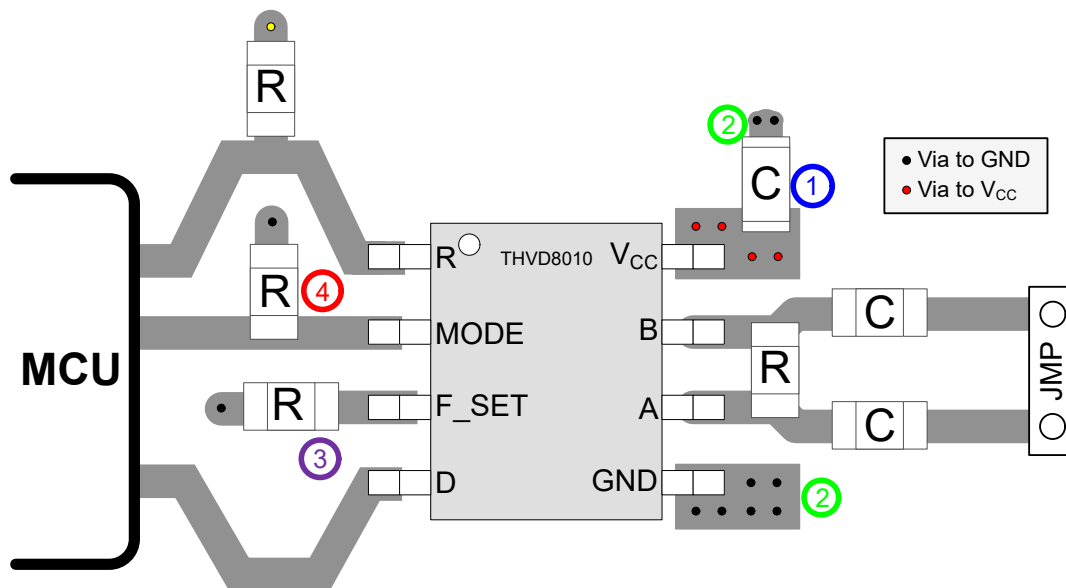 R
2
C
1
Via to GND
Via to VCC
R
4
R
THVD8010
VCC
MCU
MODE
B
C
R
JMP
R
F_SET
A
C
3
D
GND
2